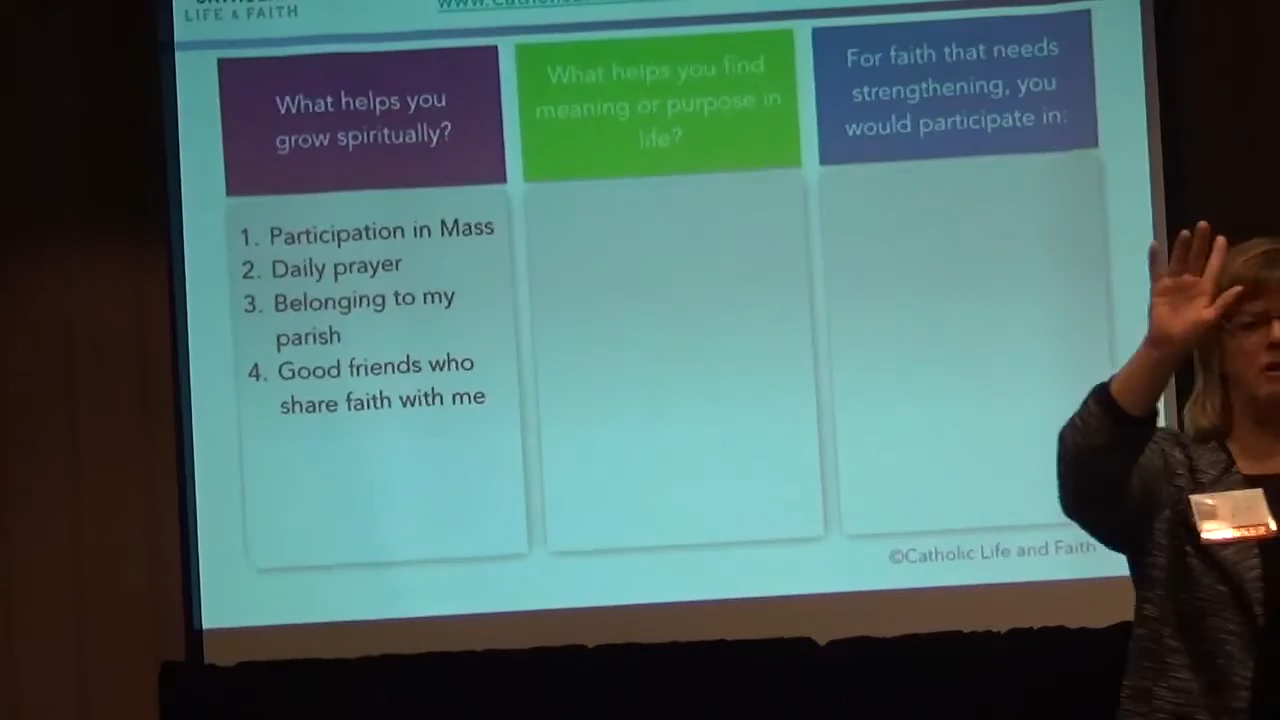 LIFE & FAITH
What helps you
grow spiritually?
What helps you find
meaning or purpose in
life?
For faith that needs
strengthening, you
would participate in:
1. Participation in Mass
2. Daily prayer
3. Belonging to my
parish
4. Good friends who
share faith with me
©Catholic Life and Faith